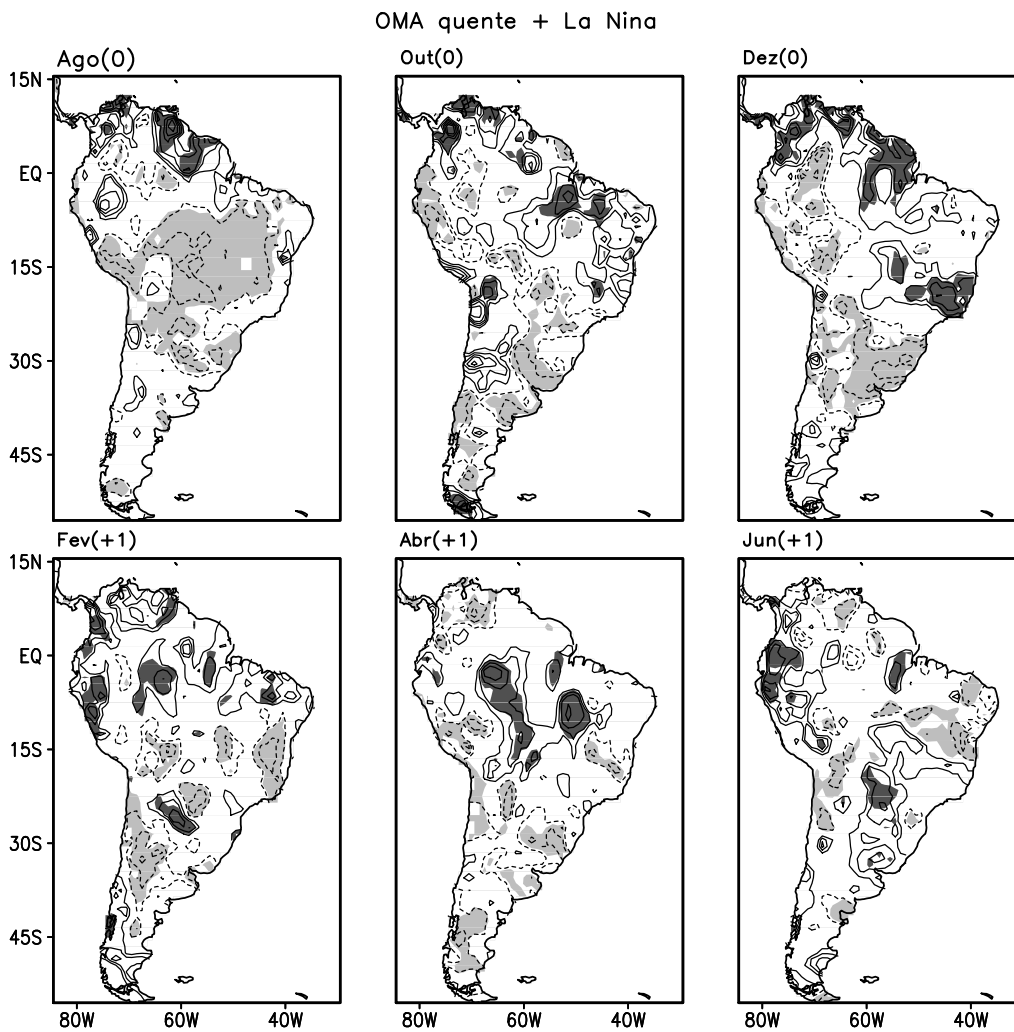 OMA quente + La Nina
Ago(0) Out(0) Dez(0)
15N
EQ
15S
30S
45S
Fev(+1) Abr(+1) Jun(+1)
15N
EQ
15S
30S
45S
80W 60W 40W 80W 60W 40W 80W 60W 40W